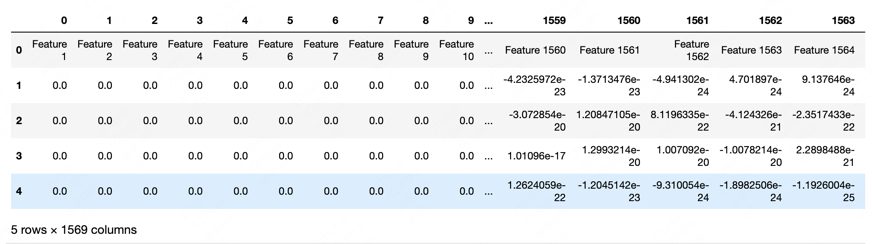 0 1 2 3 4 5 6 7 8 9 ... 1559 1560 1561 1562 1563
0 Feature 1 Feature 2 Feature 3 Feature 4 Feature 5 Feature 6 Feature 7 Feature 8 Feature 9 Feature 10 ... Feature 1560 Feature 1561 Feature 1562 Feature 1563 Feature 1564
1 0.0 0.0 0.0 0.0 0.0 0.0 0.0 0.0 0.0 0.0 ... -4.2325972e-23 -1.3713476e-23 -4.941302e-24 4.701897e-24 9.137646e-24
2 0.0 0.0 0.0 0.0 0.0 0.0 0.0 0.0 0.0 0.0 ... -3.072854e-20 1.20847105e-20 8.1196335e-22 -4.124326e-21 -2.3517433e-22
3 0.0 0.0 0.0 0.0 0.0 0.0 0.0 0.0 0.0 0.0 ... 1.01096e-17 1.2993214e-20 1.007092e-20 -1.0078214e-20 2.2898488e-21
4 0.0 0.0 0.0 0.0 0.0 0.0 0.0 0.0 0.0 0.0 ... 1.2624059e-22 -1.2045142e-23 -9.310054e-24 -1.8982506e-24 -1.1926004e-25
5 rows × 1569 columns